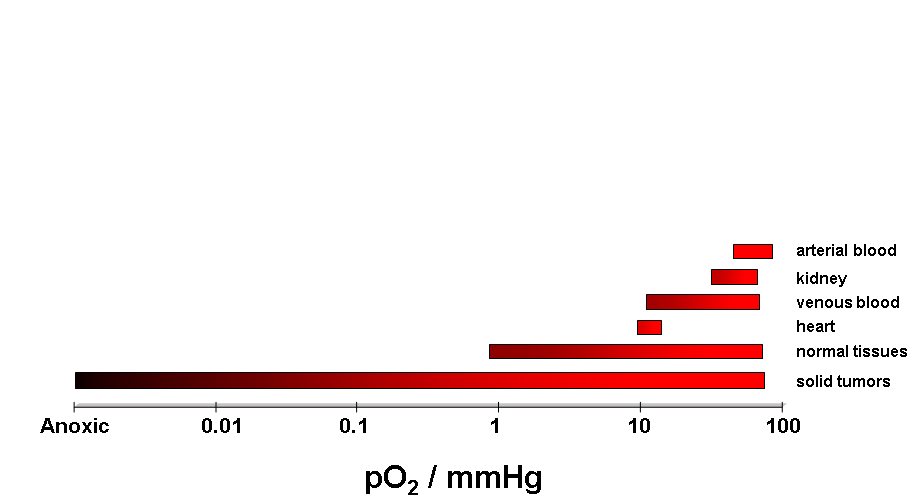 arterial blood
kidney
venous blood
heart
normal tissues
solid tumors
Anoxic 0.01 0.1 1 10 100
pO₂ / mmHg